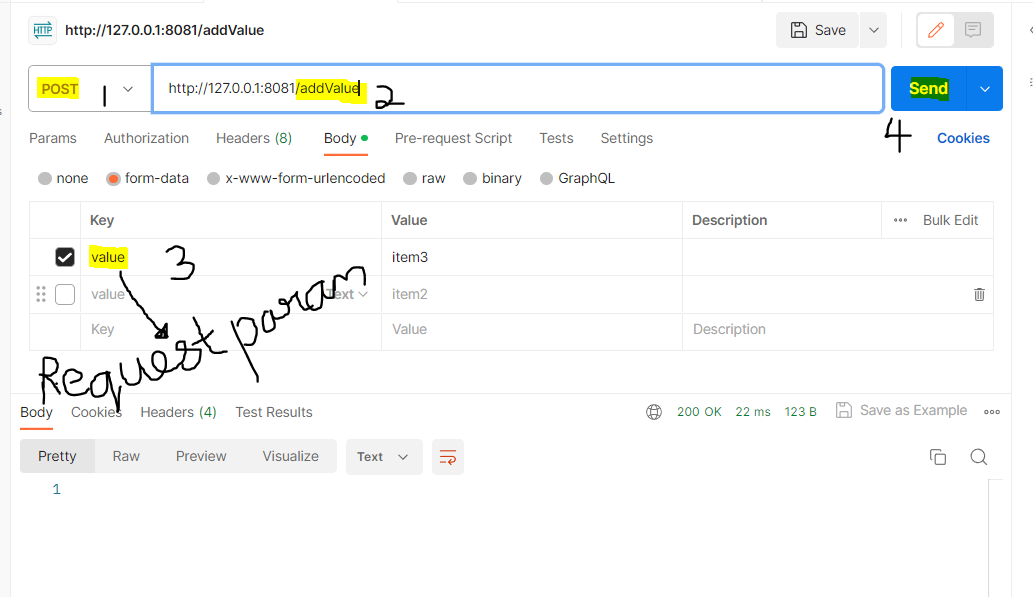 HTTP http://127.0.0.1:8081/addValue Save
POST 1 http://127.0.0.1:8081/addValue 2 Send
4
Params Authorization Headers (8) Body Pre-request Script Tests Settings Cookies
none form-data x-www-form-urlencoded raw binary GraphQL
Key Value Description Bulk Edit
value 3 item3
value Text item2
Key Value Description
Request param
Body Cookies Headers (4) Test Results 200 OK 22 ms 123 B Save as Example
Pretty Raw Preview Visualize Text
1